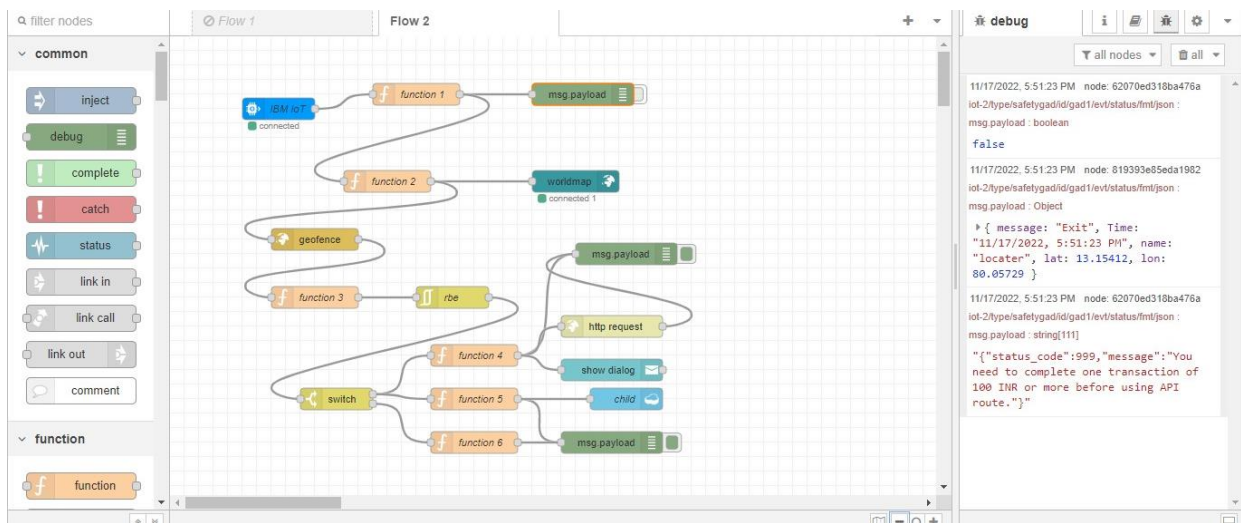 filter nodes
common
inject
debug
complete
catch
status
link in
link call
link out
comment
function
function
Flow 1
Flow 2
IBM IoT
connected
function 1
msg.payload
function 2
worldmap
connected 1
geofence
msg.payload
function 3
rbe
http request
function 4
show dialog
switch
function 5
child
function 6
msg.payload
debug
i
all nodes
all
11/17/2022, 5:51:23 PM node: 62070ed318ba476a
iot-2/type/safetygad/id/gad1/evt/status/fmt/json :
msg.payload : boolean
false
11/17/2022, 5:51:23 PM node: 819393e85eda1982
iot-2/type/safetygad/id/gad1/evt/status/fmt/json :
msg.payload : Object
{ message: "Exit", Time:
"11/17/2022, 5:51:23 PM", name:
"locater", lat: 13.15412, lon:
80.05729 }
11/17/2022, 5:51:23 PM node: 62070ed318ba476a
iot-2/type/safetygad/id/gad1/evt/status/fmt/json :
msg.payload : string[111]
"{"status_code":999,"message":"You
need to complete one transaction of
100 INR or more before using API
route."}"